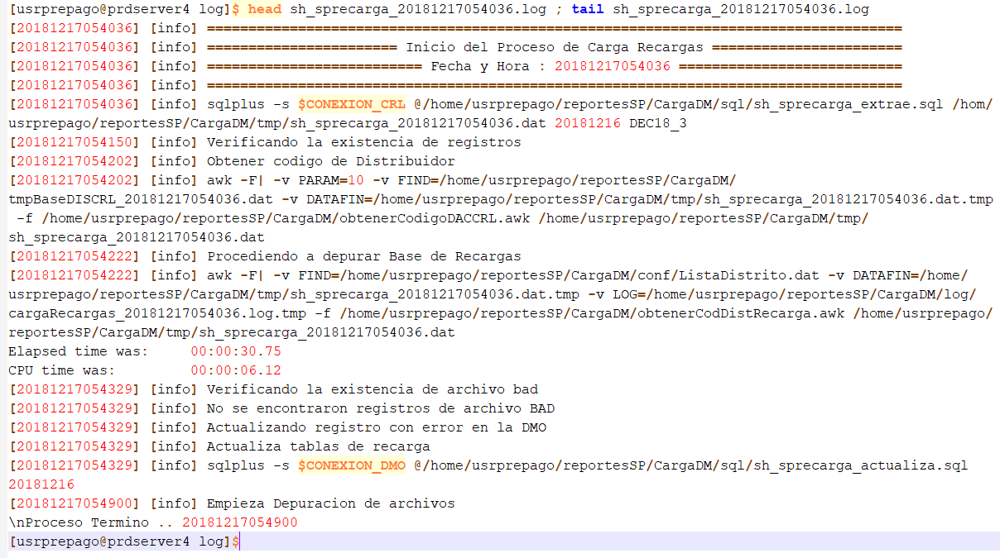 [usrprepago@prdserver4 log]$ head sh_sprecarga_20181217054036.log ; tail sh_sprecarga_20181217054036.log
[20181217054036] [info] ====================================================================================
[20181217054036] [info] ======================= Inicio del Proceso de Carga Recargas =======================
[20181217054036] [info] ========================== Fecha y Hora : 20181217054036 ===========================
[20181217054036] [info] ====================================================================================
[20181217054036] [info] sqlplus -s $CONEXION_CRL @/home/usrprepago/reportesSP/CargaDM/sql/sh_sprecarga_extrae.sql /hom/
usrprepago/reportesSP/CargaDM/tmp/sh_sprecarga_20181217054036.dat 20181216 DEC18_3
[20181217054150] [info] Verificando la existencia de registros
[20181217054202] [info] Obtener codigo de Distribuidor
[20181217054202] [info] awk -F| -v PARAM=10 -v FIND=/home/usrprepago/reportesSP/CargaDM/
tmpBaseDISCRL_20181217054036.dat -v DATAFIN=/home/usrprepago/reportesSP/CargaDM/tmp/sh_sprecarga_20181217054036.dat.tmp
-f /home/usrprepago/reportesSP/CargaDM/obtenerCodigoDACCRL.awk /home/usrprepago/reportesSP/CargaDM/tmp/
sh_sprecarga_20181217054036.dat
[20181217054222] [info] Procediendo a depurar Base de Recargas
[20181217054222] [info] awk -F| -v FIND=/home/usrprepago/reportesSP/CargaDM/conf/ListaDistrito.dat -v DATAFIN=/home/
usrprepago/reportesSP/CargaDM/tmp/sh_sprecarga_20181217054036.dat.tmp -v LOG=/home/usrprepago/reportesSP/CargaDM/log/
cargaRecargas_20181217054036.log.tmp -f /home/usrprepago/reportesSP/CargaDM/obtenerCodDistRecarga.awk /home/usrprepago/
reportesSP/CargaDM/tmp/sh_sprecarga_20181217054036.dat
Elapsed time was:     00:00:30.75
CPU time was:         00:00:06.12
[20181217054329] [info] Verificando la existencia de archivo bad
[20181217054329] [info] No se encontraron registros de archivo BAD
[20181217054329] [info] Actualizando registro con error en la DMO
[20181217054329] [info] Actualiza tablas de recarga
[20181217054329] [info] sqlplus -s $CONEXION_DMO @/home/usrprepago/reportesSP/CargaDM/sql/sh_sprecarga_actualiza.sql
20181216
[20181217054900] [info] Empieza Depuracion de archivos
\nProceso Termino .. 20181217054900
[usrprepago@prdserver4 log]$